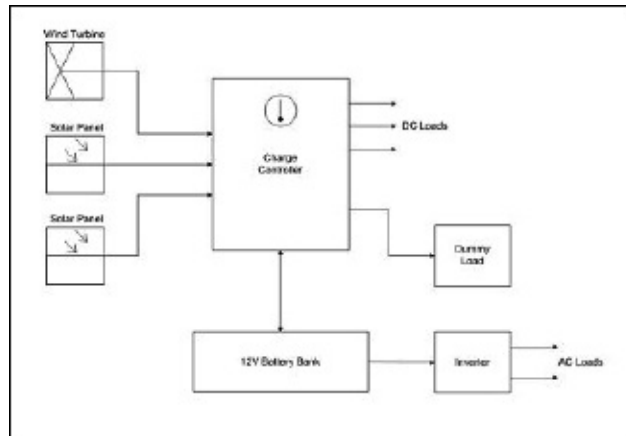 Wind Turbine
Solar Panel
Solar Panel
Charge
Controller
DC Loads
Dummy
Load
12V Battery Bank
Inverter
AC Loads